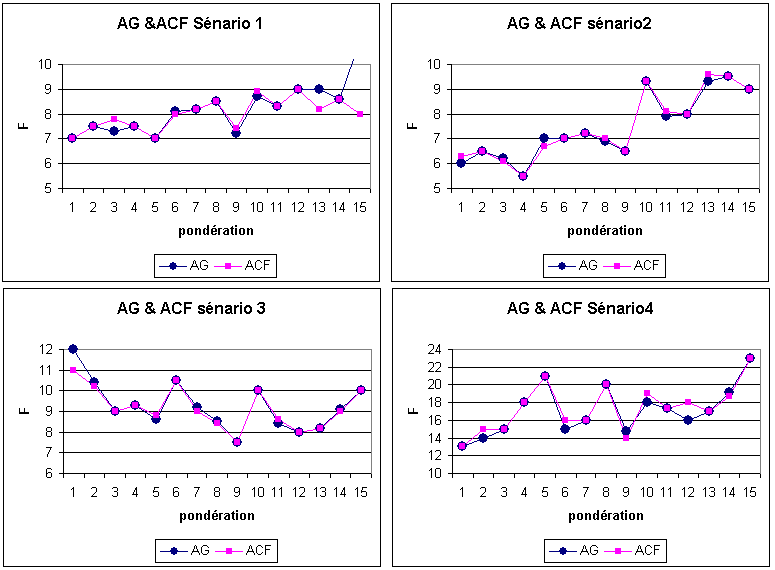 AG &ACF Sénario 1
10
9
8
7
6
5
F
1 2 3 4 5 6 7 8 9 10 11 12 13 14 15
pondération
AG ACF
AG & ACF sénario2
10
9
8
7
6
5
F
1 2 3 4 5 6 7 8 9 10 11 12 13 14 15
pondération
AG ACF
AG & ACF sénario 3
12
11
10
9
8
7
6
F
1 2 3 4 5 6 7 8 9 10 11 12 13 14 15
pondération
AG ACF
AG & ACF Sénario4
24
22
20
18
16
14
12
10
F
1 2 3 4 5 6 7 8 9 10 11 12 13 14 15
pondération
AG ACF